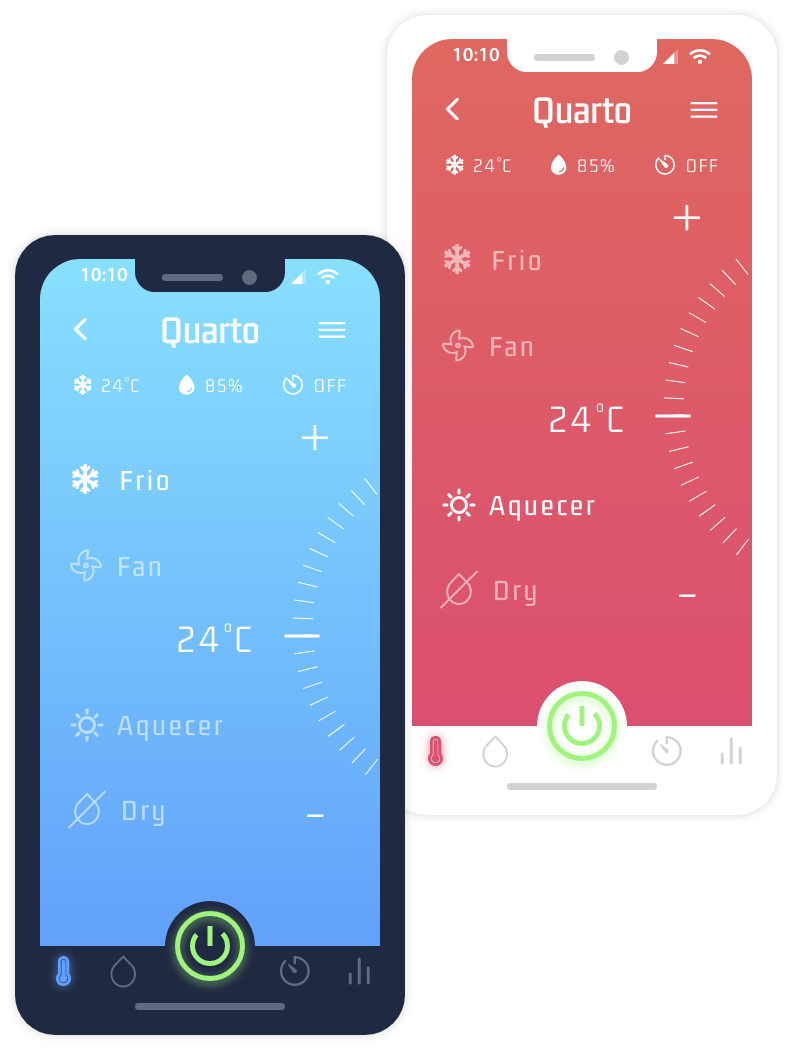 10:10
Quarto
24°C 85% OFF
+
Frio
Fan
24°C
Aquecer
Dry
–
10:10
Quarto
24°C 85% OFF
+
Frio
Fan
24°C
Aquecer
Dry
–